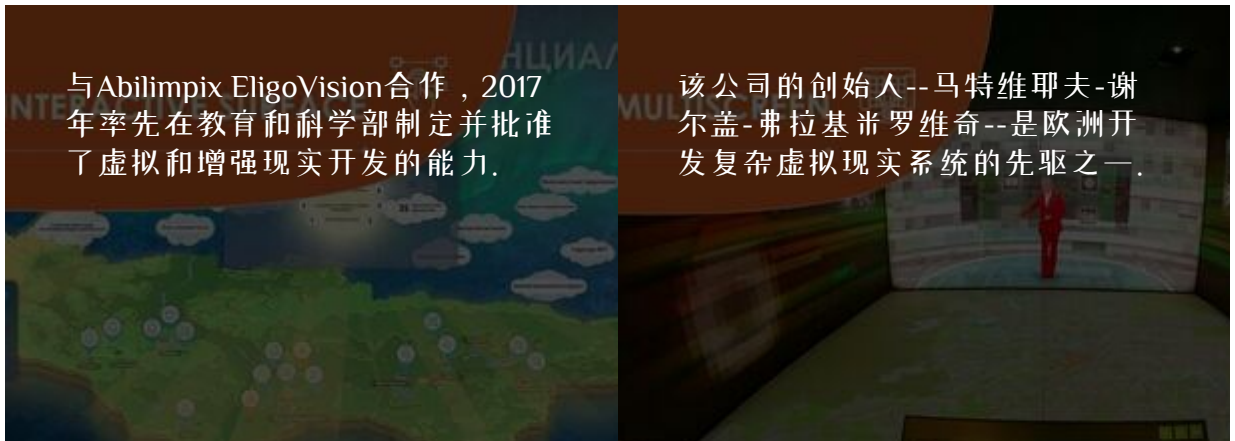 НЦИАЛ
INTERACTIVE SURFACE
与Abilimpix EligoVision合作，2017
年率先在教育和科学部制定并批准
了虚拟和增强现实开发的能力.
MULTISCREEN
该公司的创始人--马特维耶夫-谢
尔盖-弗拉基米罗维奇--是欧洲开
发复杂虚拟现实系统的先驱之一.